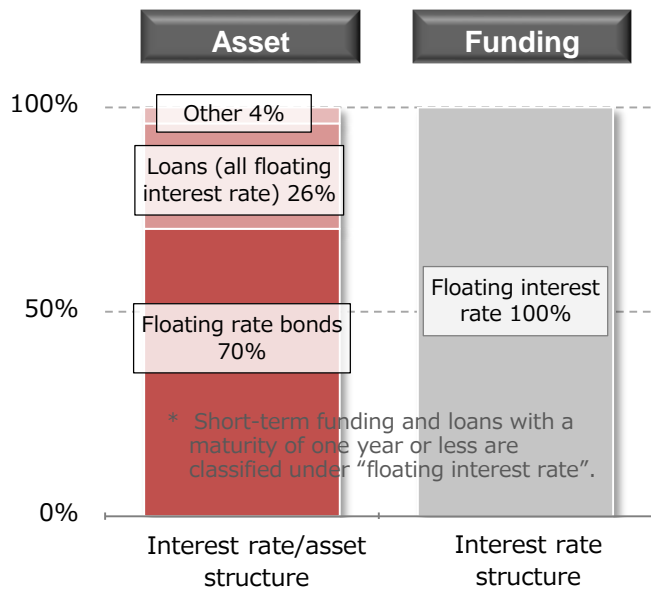 Asset
Funding
100%
Other 4%
Loans (all floating
interest rate) 26%
50%
Floating rate bonds
70%
Floating interest
rate 100%
* Short-term funding and loans with a
maturity of one year or less are
classified under “floating interest rate”.
0%
Interest rate/asset
structure
Interest rate
structure